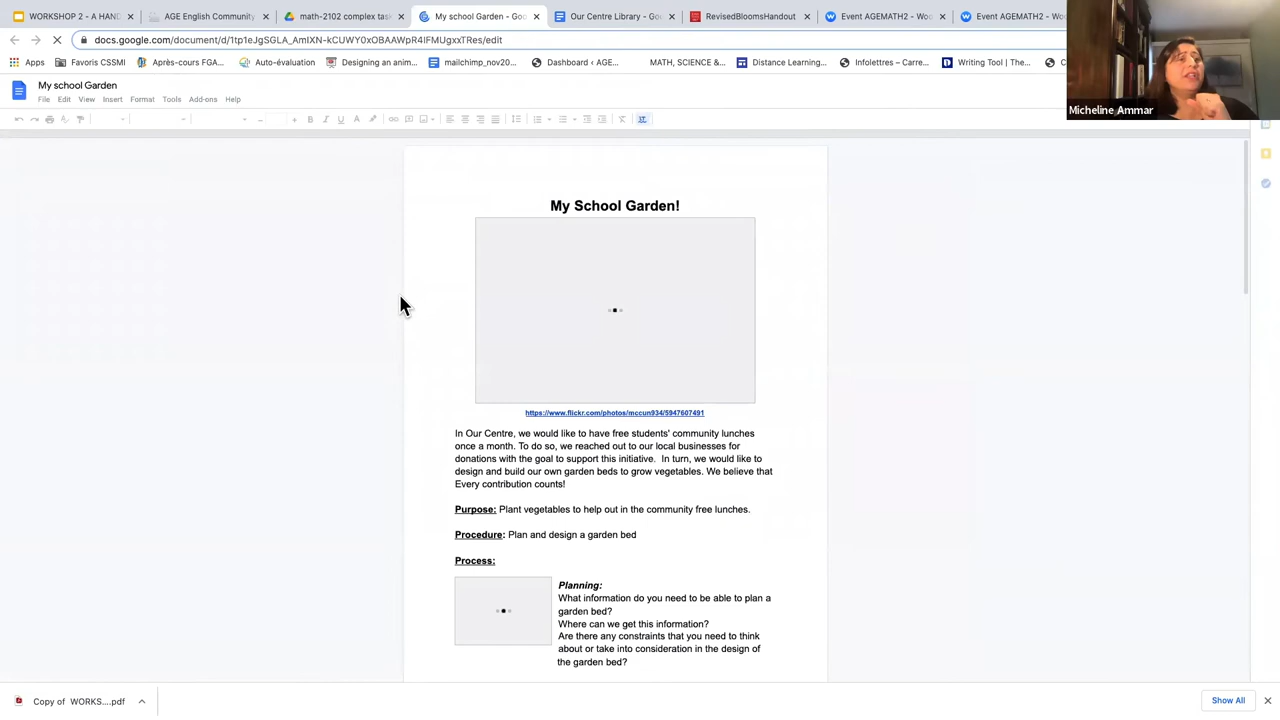 WORKSHOP 2 - A HAND
AGE English Community
math-2102 complex task
My school Garden - Goo
Our Centre Library - Goo
RevisedBloomsHandout
Event AGEMATH2 - Woo
Event AGEMATH2 - Woo
docs.google.com/document/d/1tp1eJgSGLA_AmIXN-kCUWY0xOBAAWpR4IFMUgxxTRes/edit
Apps
Favoris CSSMI
Après-cours FGA...
Auto-évaluation
Designing an anim...
mailchimp_nov20...
Dashboard ‹ AGE...
MATH, SCIENCE &...
Distance Learning...
Infolettres – Carre...
Writing Tool | The...
My school Garden
File Edit View Insert Format Tools Add-ons Help
Micheline Ammar
My School Garden!
https://www.flickr.com/photos/mccun934/5947607491
In Our Centre, we would like to have free students' community lunches
once a month. To do so, we reached out to our local businesses for
donations with the goal to support this initiative. In turn, we would like to
design and build our own garden beds to grow vegetables. We believe that
Every contribution counts!
Purpose: Plant vegetables to help out in the community free lunches.
Procedure: Plan and design a garden bed
Process:
Planning:
What information do you need to be able to plan a
garden bed?
Where can we get this information?
Are there any constraints that you need to think
about or take into consideration in the design of
the garden bed?
Copy of WORKS....pdf
Show All